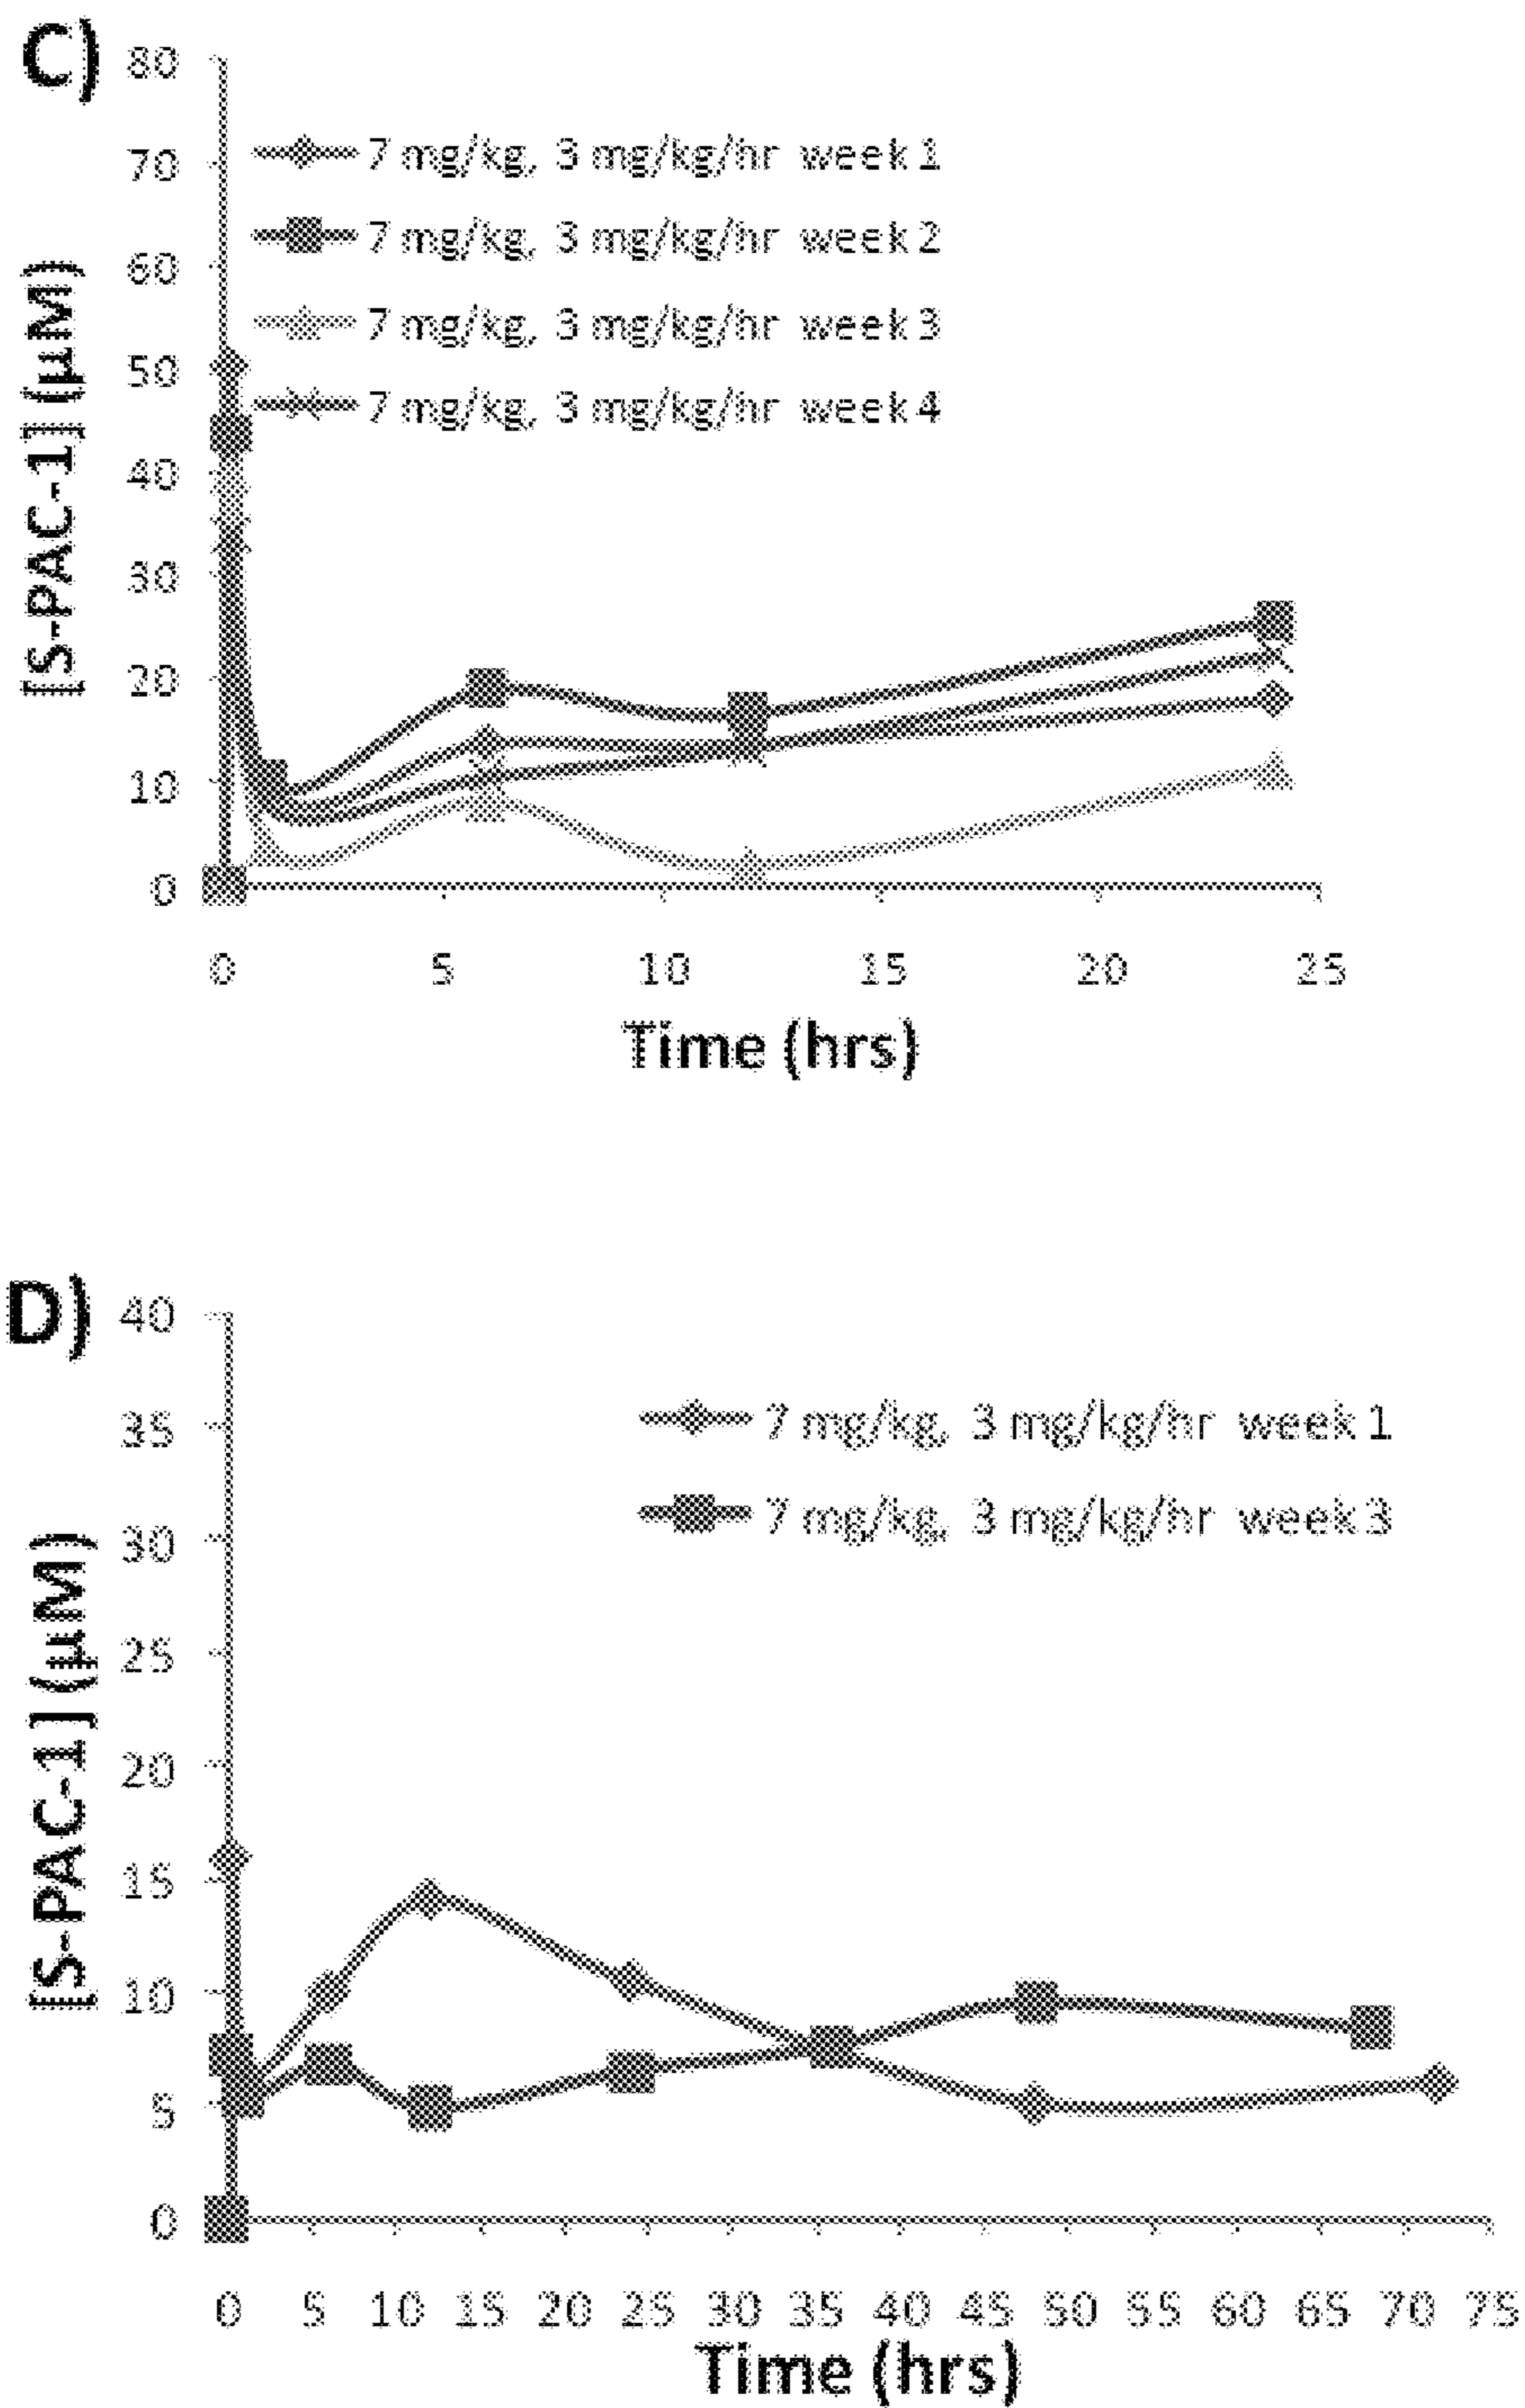 C)
80
70
60
50
40
30
20
10
0
[S-PAC-1] (µM)
7 mg/kg, 3 mg/kg/hr week 1
7 mg/kg, 3 mg/kg/hr week 2
7 mg/kg, 3 mg/kg/hr week 3
7 mg/kg, 3 mg/kg/hr week 4
0 5 10 15 20 25
Time (hrs)
D)
40
35
30
25
20
15
10
5
0
[S-PAC-1] (µM)
7 mg/kg, 3 mg/kg/hr week 1
7 mg/kg, 3 mg/kg/hr week 3
0 5 10 15 20 25 30 35 40 45 50 55 60 65 70 75
Time (hrs)